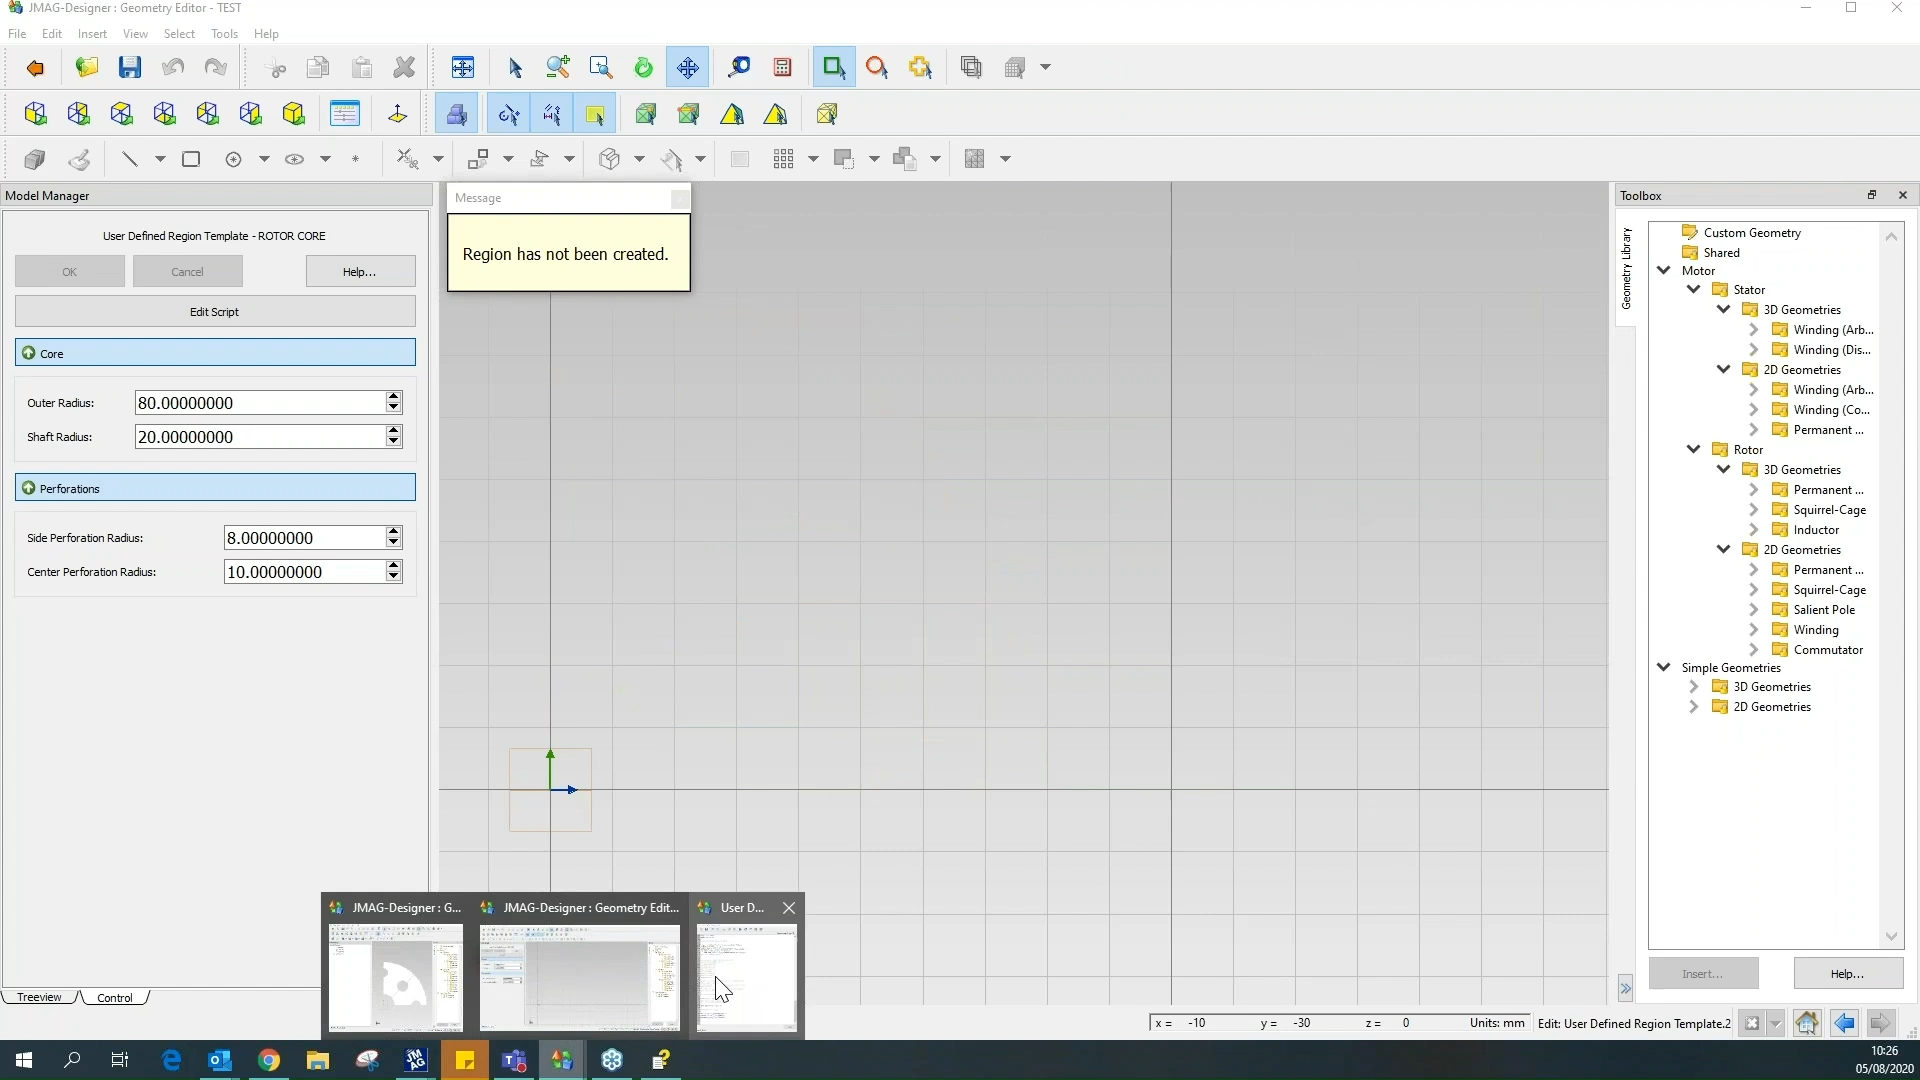 JMAG-Designer : Geometry Editor - TEST
File Edit Insert View Select Tools Help
Model Manager
User Defined Region Template - ROTOR CORE
OK Cancel Help...
Edit Script
Core
Outer Radius: 80.00000000
Shaft Radius: 20.00000000
Perforations
Side Perforation Radius: 8.00000000
Center Perforation Radius: 10.00000000
Treeview Control
Message
Region has not been created.
Toolbox
Geometry Library
Custom Geometry
Shared
Motor
Stator
3D Geometries
Winding (Arb...
Winding (Dis...
2D Geometries
Winding (Arb...
Winding (Co...
Permanent ...
Rotor
3D Geometries
Permanent ...
Squirrel-Cage
Inductor
2D Geometries
Permanent ...
Squirrel-Cage
Salient Pole
Winding
Commutator
Simple Geometries
3D Geometries
2D Geometries
Insert... Help...
JMAG-Designer : G... JMAG-Designer : Geometry Edit... User D...
x = -10 y = -30 z = 0 Units: mm Edit: User Defined Region Template.2
JM
AG
10:26
05/08/2020